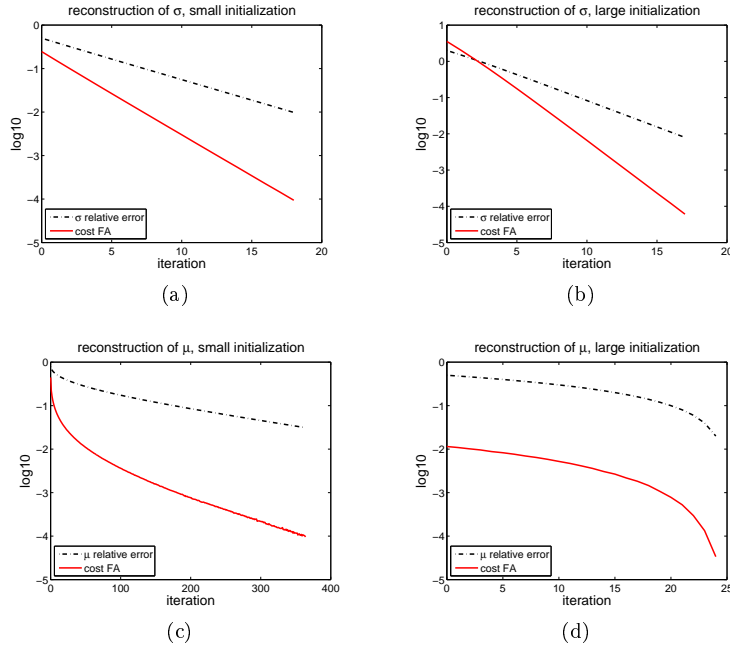 reconstruction of σ, small initialization
0
−1
−2
−3
−4
−5
log10
σ relative error
cost FA
0 5 10 15 20
iteration
(a)
reconstruction of σ, large initialization
1
0
−1
−2
−3
−4
−5
log10
σ relative error
cost FA
0 5 10 15 20
iteration
(b)
reconstruction of μ, small initialization
0
−1
−2
−3
−4
−5
log10
μ relative error
cost FA
0 100 200 300 400
iteration
(c)
reconstruction of μ, large initialization
0
−1
−2
−3
−4
−5
log10
μ relative error
cost FA
0 5 10 15 20 25
iteration
(d)